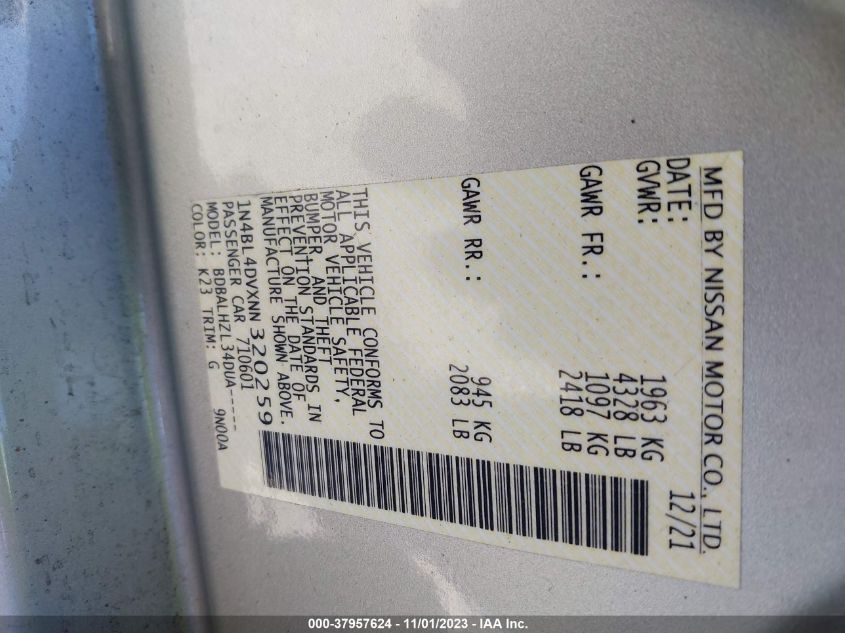 MFD BY NISSAN MOTOR CO., LTD.
DATE: 12/21
GVWR: 1963 KG
4328 LB
GAWR FR.: 1097 KG
2418 LB
GAWR RR.: 945 KG
2083 LB
THIS VEHICLE CONFORMS TO
ALL APPLICABLE FEDERAL
MOTOR VEHICLE SAFETY,
BUMPER AND THEFT
PREVENTION STANDARDS IN
EFFECT ON THE DATE OF
MANUFACTURE SHOWN ABOVE.
1N4BL4DVXNN320259
PASSENGER CAR 710601
MODEL: BDBALHZL34DUA-----
COLOR: K23 TRIM: G 9N00A
000-37957624 - 11/01/2023 - IAA Inc.